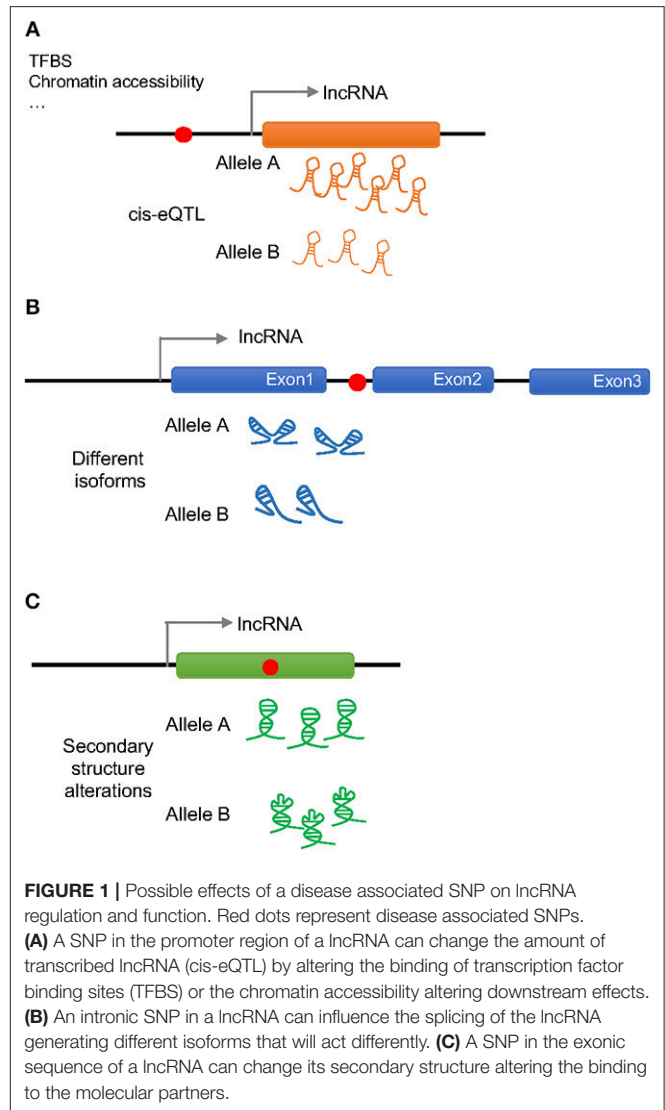 A
TFBS
Chromatin accessibility
...
lncRNA
Allele A
cis-eQTL
Allele B
B
lncRNA
Exon1
Exon2
Exon3
Allele A
Different
isoforms
Allele B
C
lncRNA
Allele A
Secondary
structure
alterations
Allele B
FIGURE 1 | Possible effects of a disease associated SNP on lncRNA
regulation and function. Red dots represent disease associated SNPs.
(A) A SNP in the promoter region of a lncRNA can change the amount of
transcribed lncRNA (cis-eQTL) by altering the binding of transcription factor
binding sites (TFBS) or the chromatin accessibility altering downstream effects.
(B) An intronic SNP in a lncRNA can influence the splicing of the lncRNA
generating different isoforms that will act differently. (C) A SNP in the exonic
sequence of a lncRNA can change its secondary structure altering the binding
to the molecular partners.